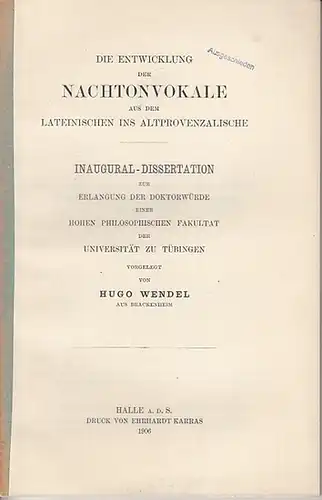 Ausgeschieden
DIE ENTWICKLUNG
DER
NACHTONVOKALE
AUS DEM
LATEINISCHEN INS ALTPROVENZALISCHE
INAUGURAL-DISSERTATION
ZUR
ERLANGUNG DER DOKTORWÜRDE
EINER
HOHEN PHILOSOPHISCHEN FAKULTÄT
DER
UNIVERSITÄT ZU TÜBINGEN
VORGELEGT
VON
HUGO WENDEL
AUS BRACKENHEIM
HALLE A. D. S.
DRUCK VON EHRHARDT KARRAS
1906